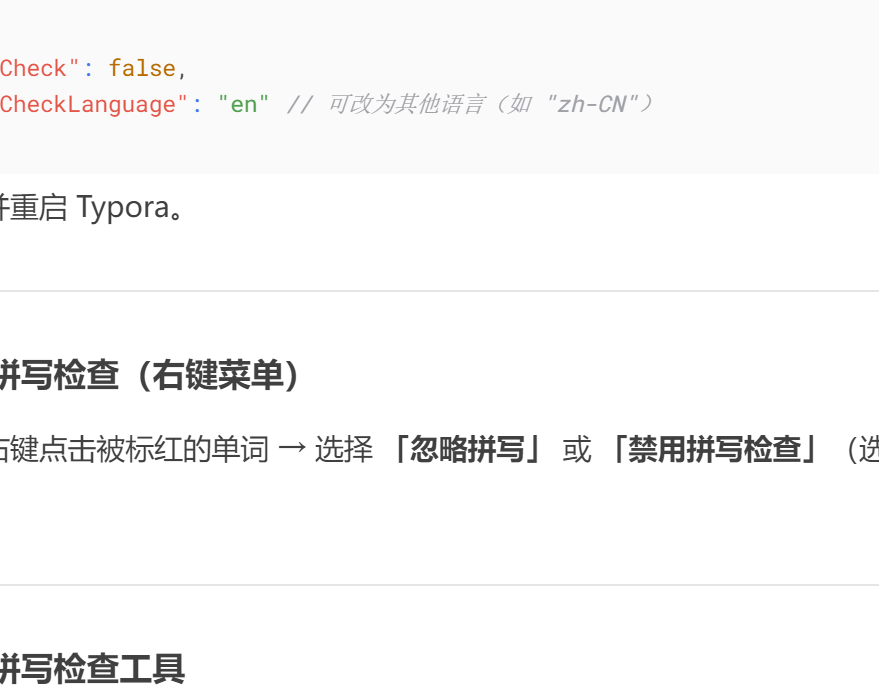 Check": false,
CheckLanguage": "en" // 可改为其他语言（如 "zh-CN"）
并重启 Typora。
拼写检查（右键菜单）
右键点击被标红的单词 → 选择 「忽略拼写」 或 「禁用拼写检查」（选
拼写检查工具